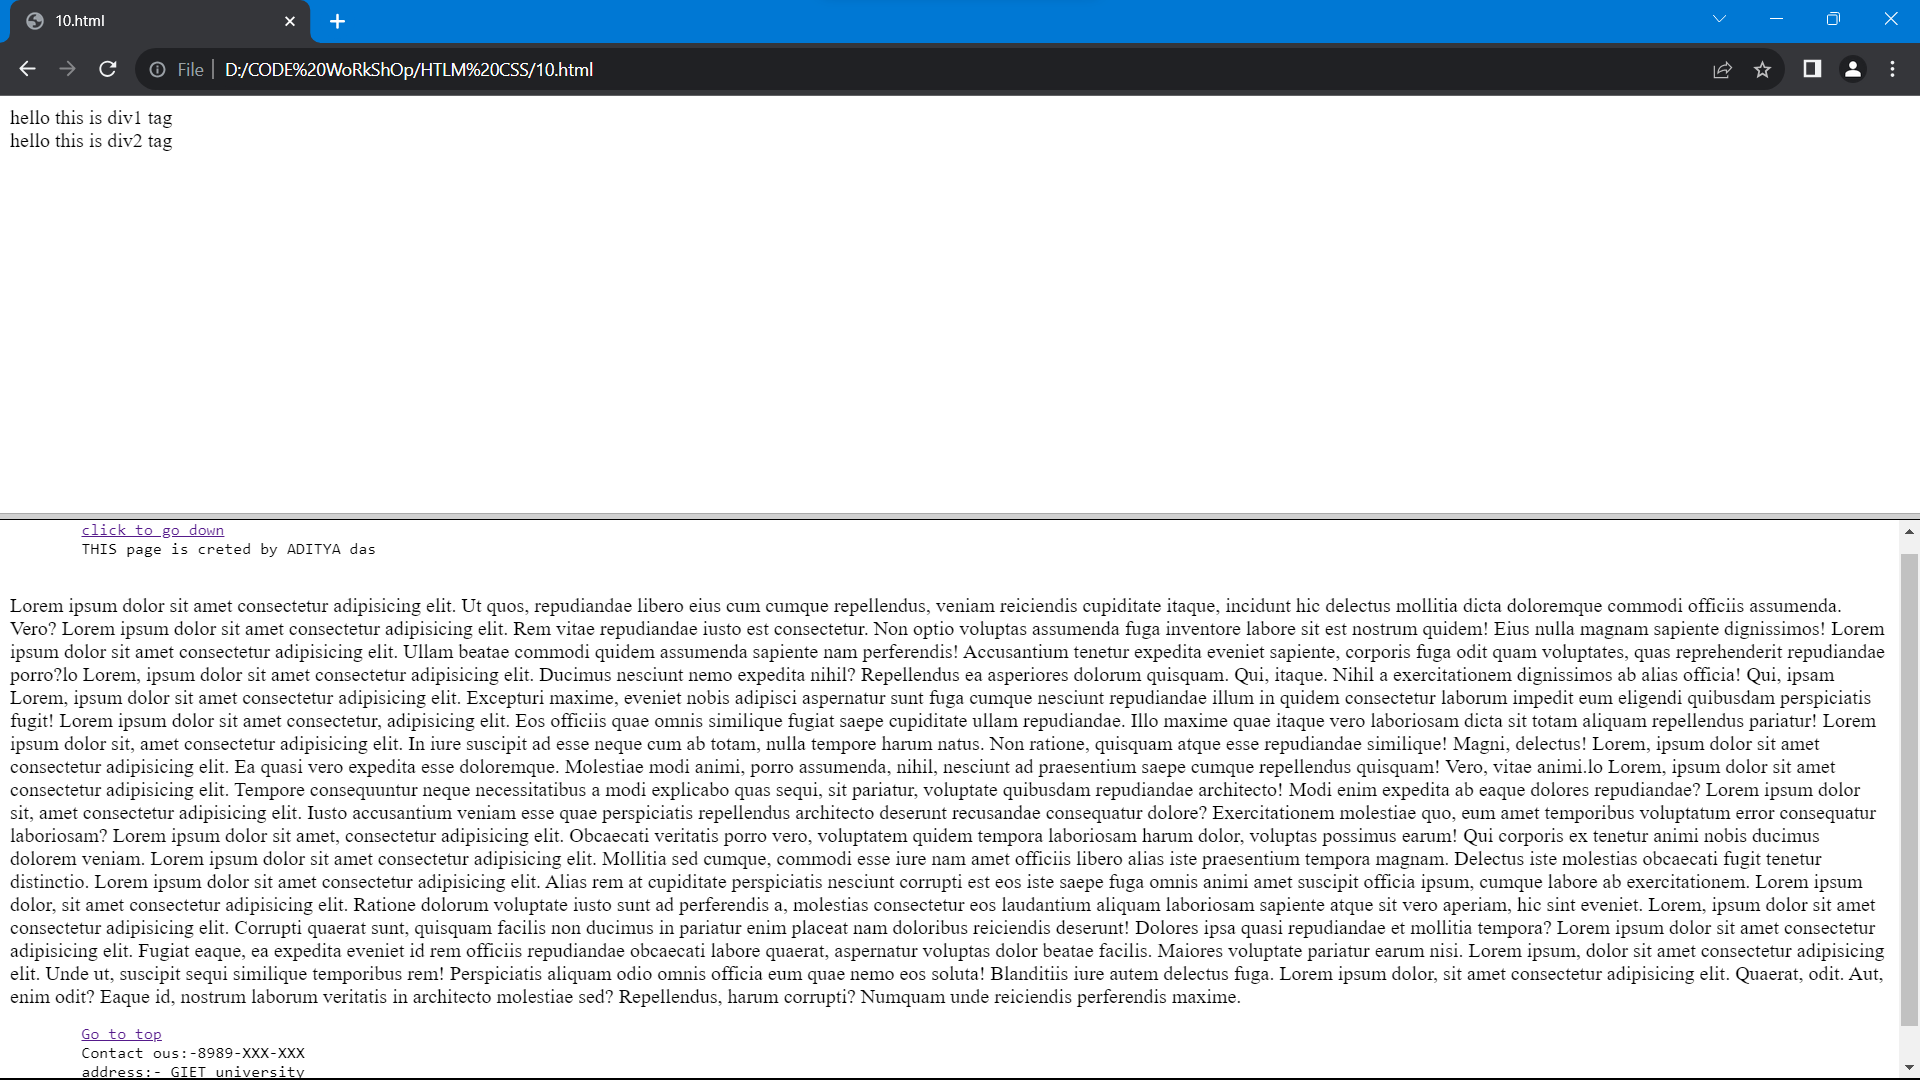 10.html
File D:/CODE%20WoRkShOp/HTLM%20CSS/10.html
hello this is div1 tag
hello this is div2 tag
click to go down
THIS page is creted by ADITYA das
Lorem ipsum dolor sit amet consectetur adipisicing elit. Ut quos, repudiandae libero eius cum cumque repellendus, veniam reiciendis cupiditate itaque, incidunt hic delectus mollitia dicta doloremque commodi officiis assumenda.
Vero? Lorem ipsum dolor sit amet consectetur adipisicing elit. Rem vitae repudiandae iusto est consectetur. Non optio voluptas assumenda fuga inventore labore sit est nostrum quidem! Eius nulla magnam sapiente dignissimos! Lorem
ipsum dolor sit amet consectetur adipisicing elit. Ullam beatae commodi quidem assumenda sapiente nam perferendis! Accusantium tenetur expedita eveniet sapiente, corporis fuga odit quam voluptates, quas reprehenderit repudiandae
porro?lo Lorem, ipsum dolor sit amet consectetur adipisicing elit. Ducimus nesciunt nemo expedita nihil? Repellendus ea asperiores dolorum quisquam. Qui, itaque. Nihil a exercitationem dignissimos ab alias officia! Qui, ipsam
Lorem, ipsum dolor sit amet consectetur adipisicing elit. Excepturi maxime, eveniet nobis adipisci aspernatur sunt fuga cumque nesciunt repudiandae illum in quidem consectetur laborum impedit eum eligendi quibusdam perspiciatis
fugit! Lorem ipsum dolor sit amet consectetur, adipisicing elit. Eos officiis quae omnis similique fugiat saepe cupiditate ullam repudiandae. Illo maxime quae itaque vero laboriosam dicta sit totam aliquam repellendus pariatur! Lorem
ipsum dolor sit, amet consectetur adipisicing elit. In iure suscipit ad esse neque cum ab totam, nulla tempore harum natus. Non ratione, quisquam atque esse repudiandae similique! Magni, delectus! Lorem, ipsum dolor sit amet
consectetur adipisicing elit. Ea quasi vero expedita esse doloremque. Molestiae modi animi, porro assumenda, nihil, nesciunt ad praesentium saepe cumque repellendus quisquam! Vero, vitae animi.lo Lorem, ipsum dolor sit amet
consectetur adipisicing elit. Tempore consequuntur neque necessitatibus a modi explicabo quas sequi, sit pariatur, voluptate quibusdam repudiandae architecto! Modi enim expedita ab eaque dolores repudiandae? Lorem ipsum dolor
sit, amet consectetur adipisicing elit. Iusto accusantium veniam esse quae perspiciatis repellendus architecto deserunt recusandae consequatur dolore? Exercitationem molestiae quo, eum amet temporibus voluptatum error consequatur
laboriosam? Lorem ipsum dolor sit amet, consectetur adipisicing elit. Obcaecati veritatis porro vero, voluptatem quidem tempora laboriosam harum dolor, voluptas possimus earum! Qui corporis ex tenetur animi nobis ducimus
dolorem veniam. Lorem ipsum dolor sit amet consectetur adipisicing elit. Mollitia sed cumque, commodi esse iure nam amet officiis libero alias iste praesentium tempora magnam. Delectus iste molestias obcaecati fugit tenetur
distinctio. Lorem ipsum dolor sit amet consectetur adipisicing elit. Alias rem at cupiditate perspiciatis nesciunt corrupti est eos iste saepe fuga omnis animi amet suscipit officia ipsum, cumque labore ab exercitationem. Lorem ipsum
dolor, sit amet consectetur adipisicing elit. Ratione dolorum voluptate iusto sunt ad perferendis a, molestias consectetur eos laudantium aliquam laboriosam sapiente atque sit vero aperiam, hic sint eveniet. Lorem, ipsum dolor sit amet
consectetur adipisicing elit. Corrupti quaerat sunt, quisquam facilis non ducimus in pariatur enim placeat nam doloribus reiciendis deserunt! Dolores ipsa quasi repudiandae et mollitia tempora? Lorem ipsum dolor sit amet consectetur
adipisicing elit. Fugiat eaque, ea expedita eveniet id rem officiis repudiandae obcaecati labore quaerat, aspernatur voluptas dolor beatae facilis. Maiores voluptate pariatur earum nisi. Lorem ipsum, dolor sit amet consectetur adipisicing
elit. Unde ut, suscipit sequi similique temporibus rem! Perspiciatis aliquam odio omnis officia eum quae nemo eos soluta! Blanditiis iure autem delectus fuga. Lorem ipsum dolor, sit amet consectetur adipisicing elit. Quaerat, odit. Aut,
enim odit? Eaque id, nostrum laborum veritatis in architecto molestiae sed? Repellendus, harum corrupti? Numquam unde reiciendis perferendis maxime.
Go to top
Contact ous:-8989-XXX-XXX
address:- GIET university